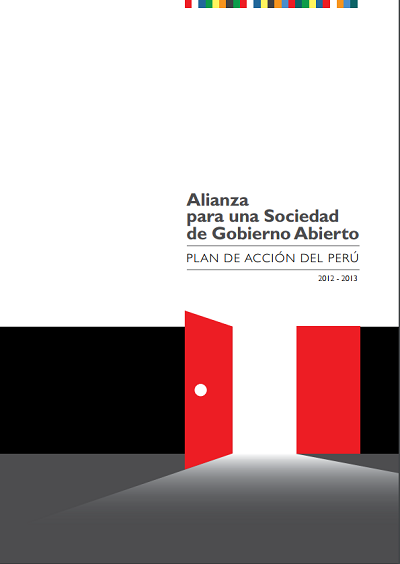 Alianza
para una Sociedad
de Gobierno Abierto
PLAN DE ACCIÓN DEL PERÚ
2012 - 2013